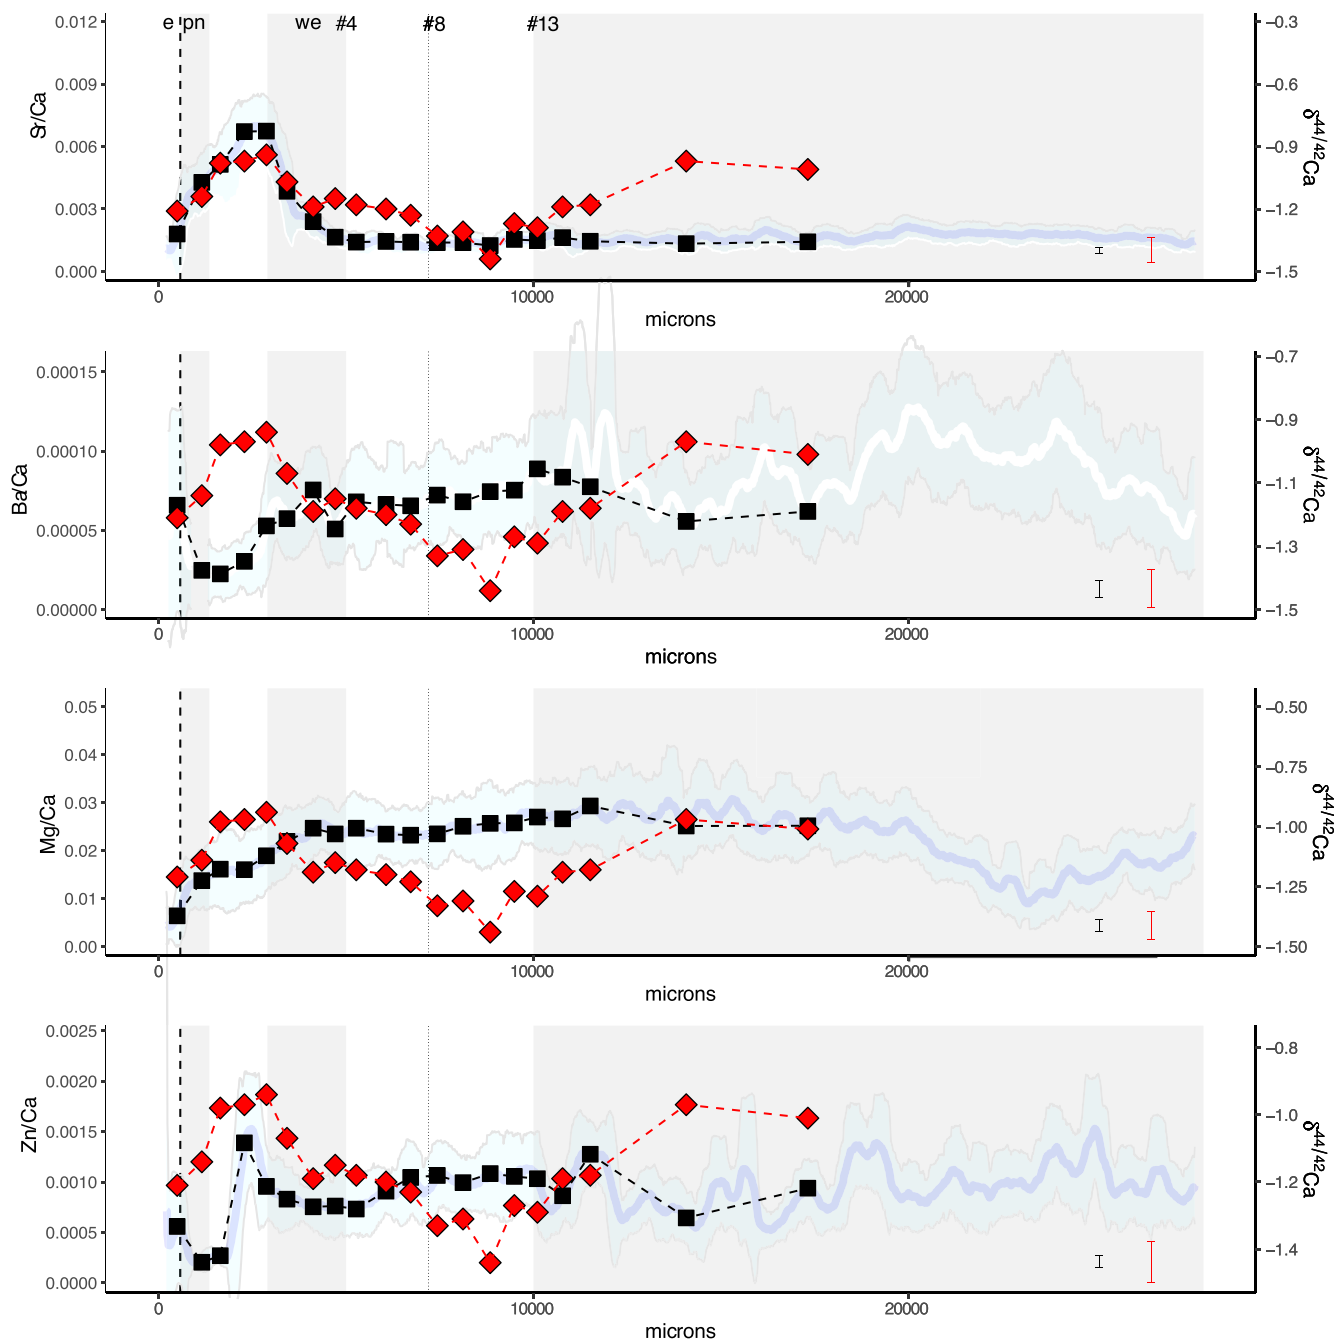 e pn we #4 #8 #13
0.012
0.009
0.006
0.003
0.000
Sr/Ca
−0.3
−0.6
−0.9
−1.2
−1.5
δ44/42Ca
0 10000 20000
microns
0.00015
0.00010
0.00005
0.00000
Ba/Ca
−0.7
−0.9
−1.1
−1.3
−1.5
δ44/42Ca
0 10000 20000
microns
0.05
0.04
0.03
0.02
0.01
0.00
Mg/Ca
−0.50
−0.75
−1.00
−1.25
−1.50
δ44/42Ca
0 10000 20000
microns
0.0025
0.0020
0.0015
0.0010
0.0005
0.0000
Zn/Ca
−0.8
−1.0
−1.2
−1.4
δ44/42Ca
0 10000 20000
microns